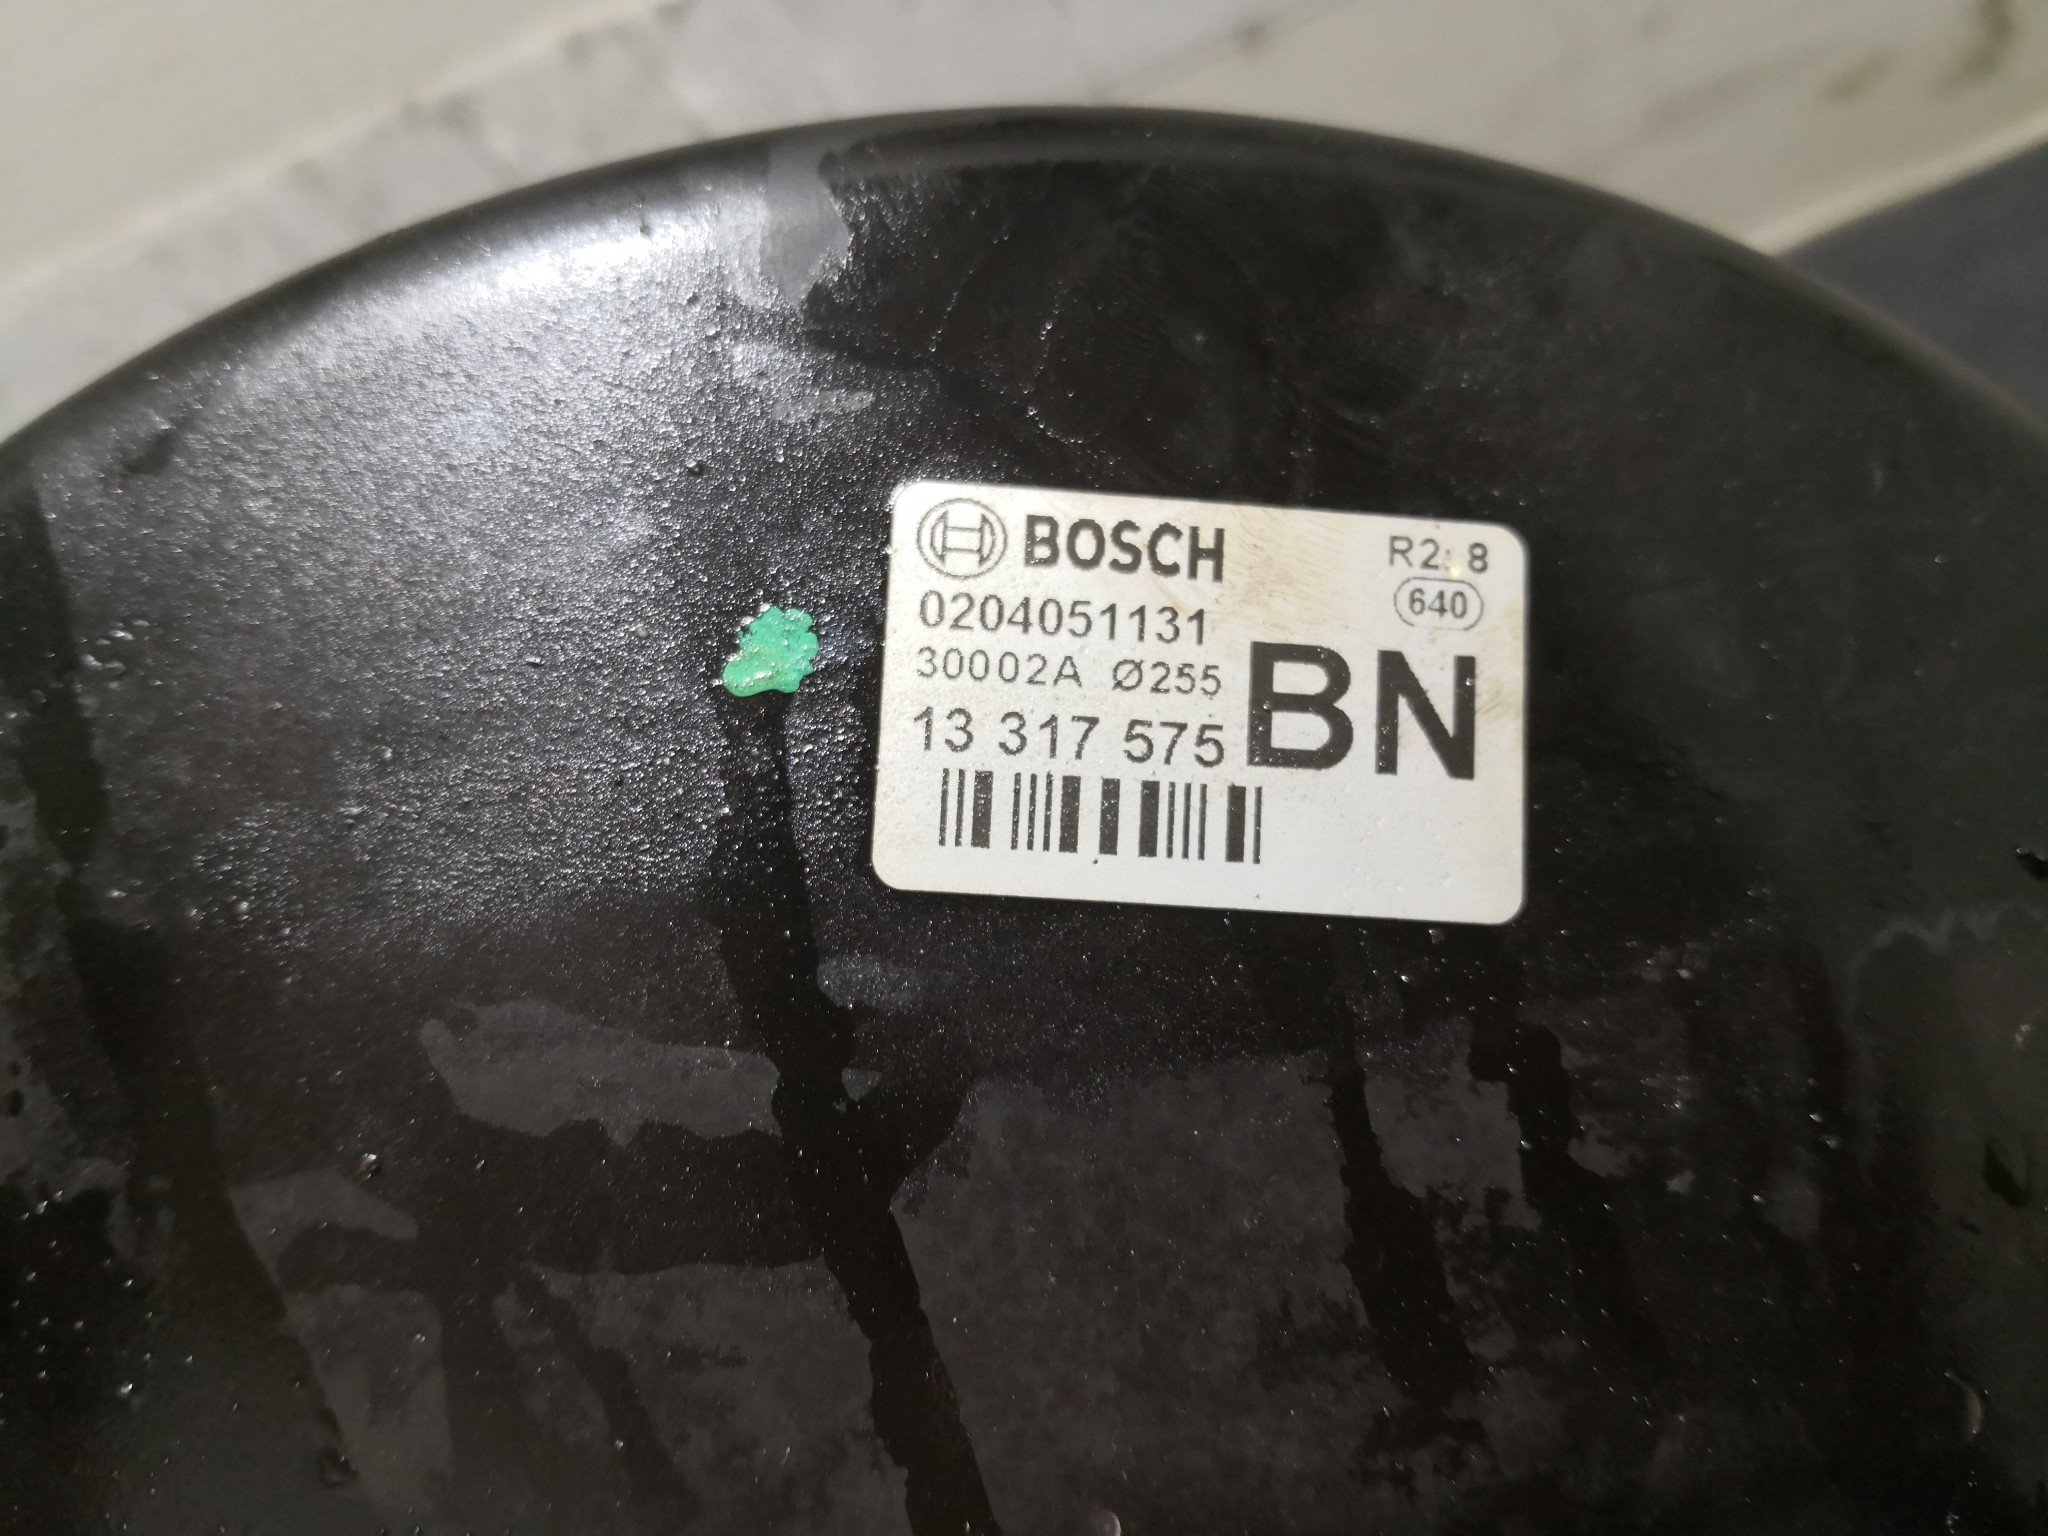 BOSCH R2: 8
0204051131 640
30002A Ø255
13 317 575 BN